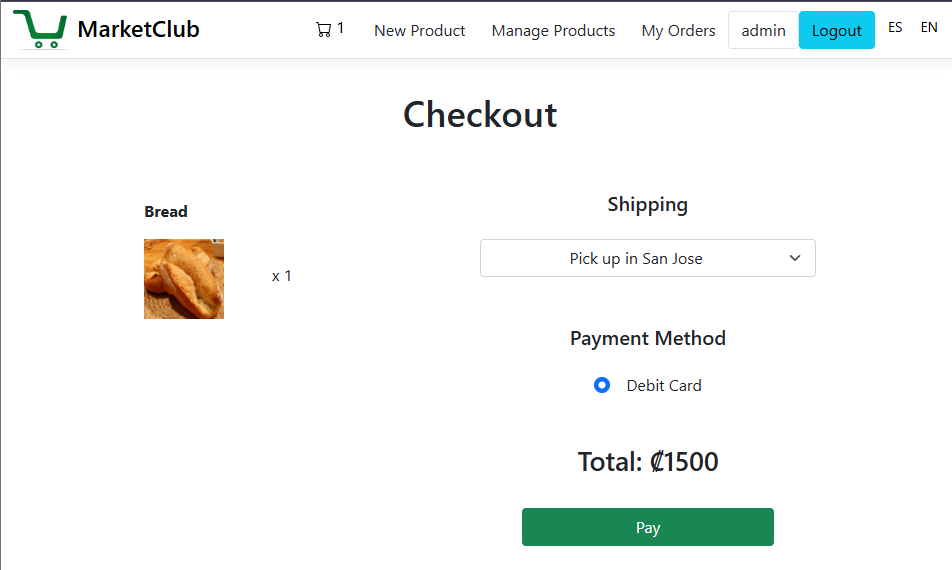 MarketClub 1 New Product Manage Products My Orders admin Logout ES EN
Checkout
Bread
x 1
Shipping
Pick up in San Jose
Payment Method
Debit Card
Total: ₡1500
Pay